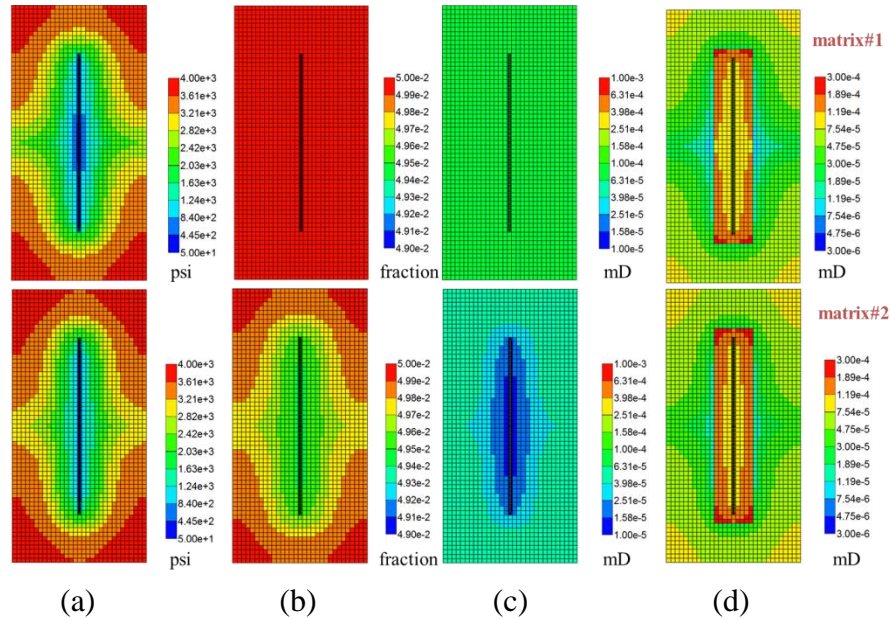 matrix#1
4.00e+3
3.61e+3
3.21e+3
2.82e+3
2.42e+3
2.03e+3
1.63e+3
1.24e+3
8.40e+2
4.45e+2
5.00e+1
psi
5.00e-2
4.99e-2
4.98e-2
4.97e-2
4.96e-2
4.95e-2
4.94e-2
4.93e-2
4.92e-2
4.91e-2
4.90e-2
fraction
1.00e-3
6.31e-4
3.98e-4
2.51e-4
1.58e-4
1.00e-4
6.31e-5
3.98e-5
2.51e-5
1.58e-5
1.00e-5
mD
3.00e-4
1.89e-4
1.19e-4
7.54e-5
4.75e-5
3.00e-5
1.89e-5
1.19e-5
7.54e-6
4.75e-6
3.00e-6
mD
matrix#2
4.00e+3
3.61e+3
3.21e+3
2.82e+3
2.42e+3
2.03e+3
1.63e+3
1.24e+3
8.40e+2
4.45e+2
5.00e+1
psi
5.00e-2
4.99e-2
4.98e-2
4.97e-2
4.96e-2
4.95e-2
4.94e-2
4.93e-2
4.92e-2
4.91e-2
4.90e-2
fraction
1.00e-3
6.31e-4
3.98e-4
2.51e-4
1.58e-4
1.00e-4
6.31e-5
3.98e-5
2.51e-5
1.58e-5
1.00e-5
mD
3.00e-4
1.89e-4
1.19e-4
7.54e-5
4.75e-5
3.00e-5
1.89e-5
1.19e-5
7.54e-6
4.75e-6
3.00e-6
mD
(a)
(b)
(c)
(d)